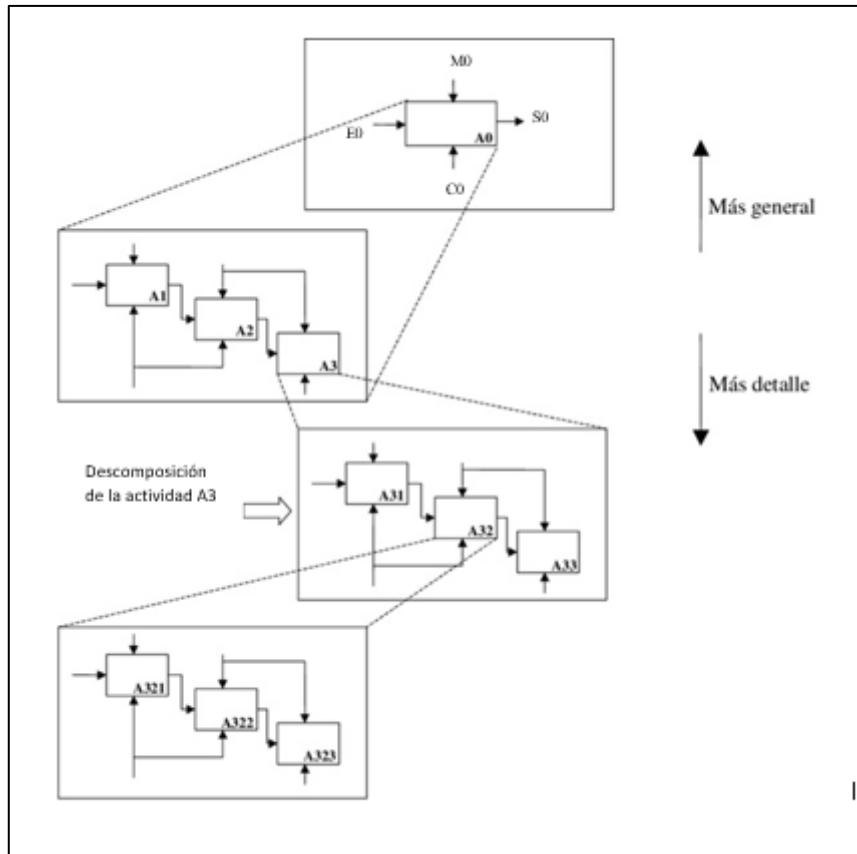 M0
E0
S0
A0
C0
Más general
A1
A2
A3
Más detalle
Descomposición
de la actividad A3
A31
A32
A33
A321
A322
A323